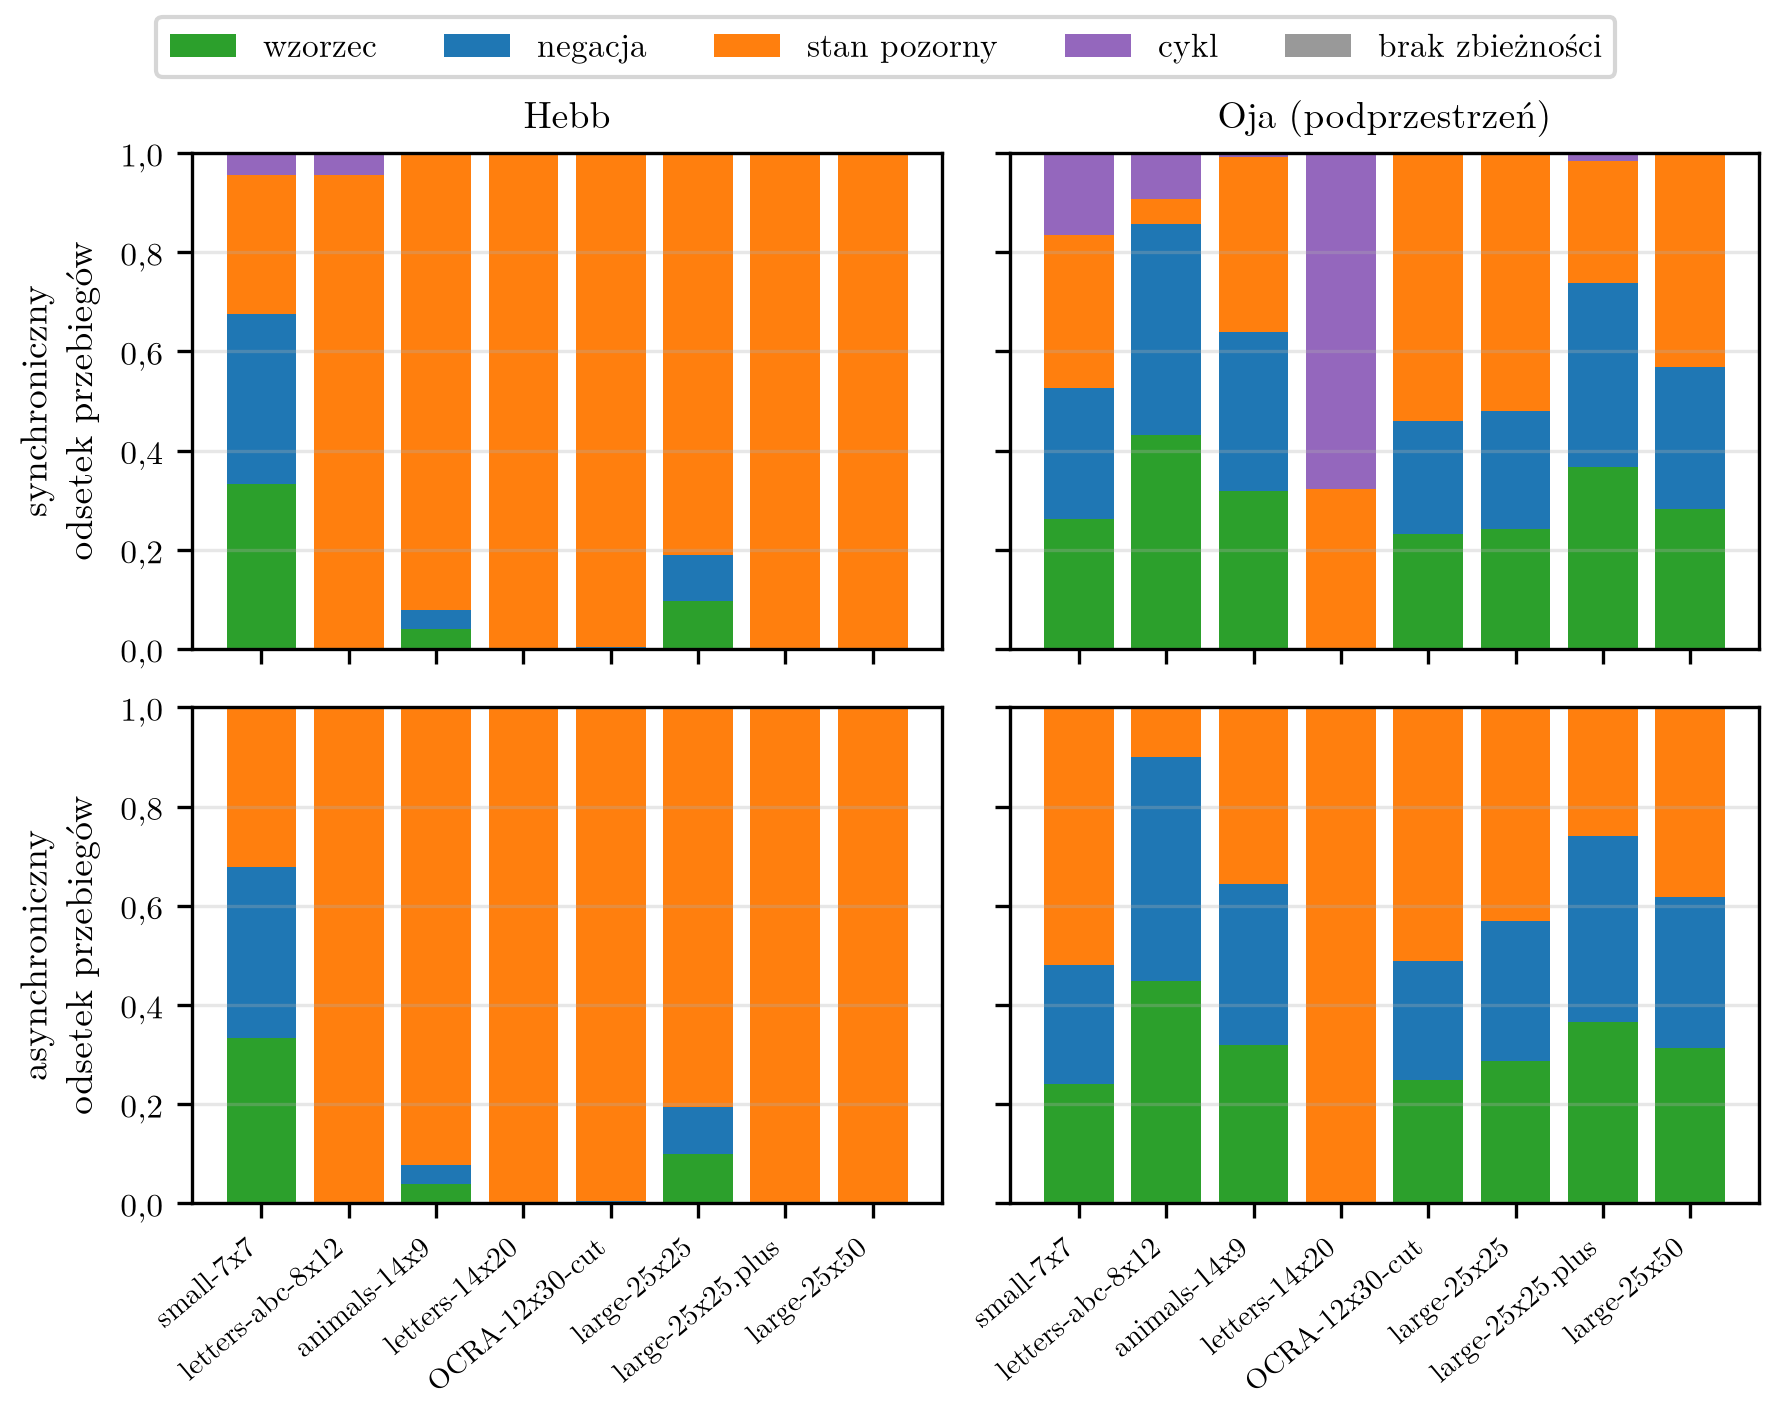 wzorzec negacja stan pozorny cykl brak zbieżności
Hebb
Oja (podprzestrzeń)
synchroniczny
odsetek przebiegów
1,0
0,8
0,6
0,4
0,2
0,0
asynchroniczny
odsetek przebiegów
1,0
0,8
0,6
0,4
0,2
0,0
small-7x7
letters-abc-8x12
animals-14x9
letters-14x20
OCRA-12x30-cut
large-25x25
large-25x25.plus
large-25x50
small-7x7
letters-abc-8x12
animals-14x9
letters-14x20
OCRA-12x30-cut
large-25x25
large-25x25.plus
large-25x50